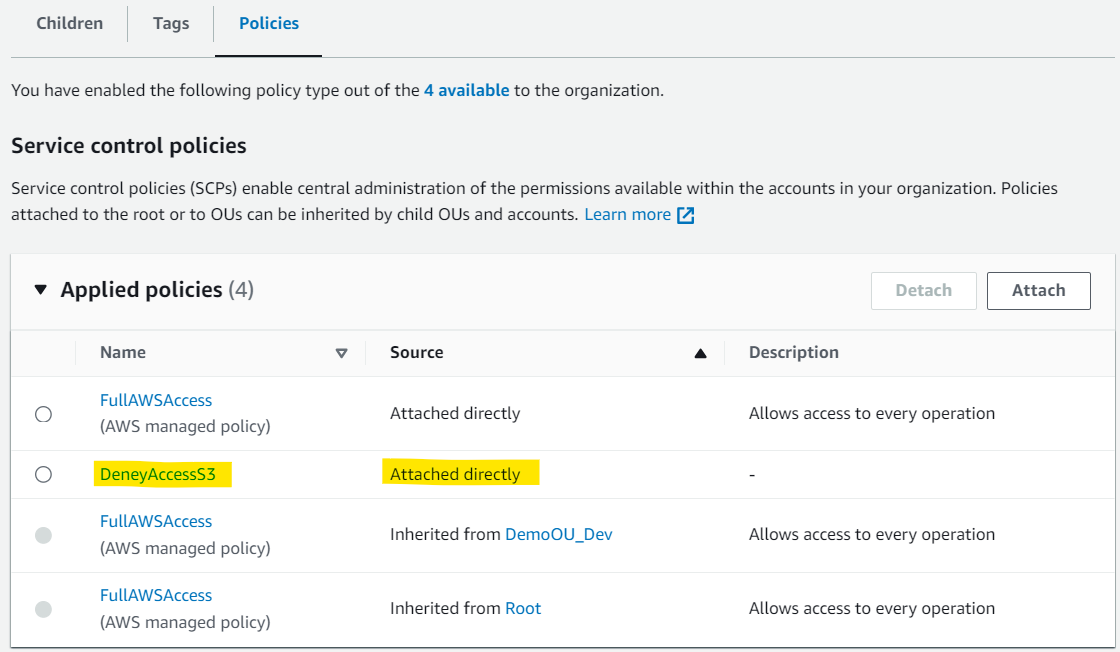 Children Tags Policies
You have enabled the following policy type out of the 4 available to the organization.
Service control policies
Service control policies (SCPs) enable central administration of the permissions available within the accounts in your organization. Policies
attached to the root or to OUs can be inherited by child OUs and accounts. Learn more
Applied policies (4) Detach Attach
Name Source Description
FullAWSAccess
(AWS managed policy) Attached directly Allows access to every operation
DeneyAccessS3 Attached directly -
FullAWSAccess
(AWS managed policy) Inherited from DemoOU_Dev Allows access to every operation
FullAWSAccess
(AWS managed policy) Inherited from Root Allows access to every operation